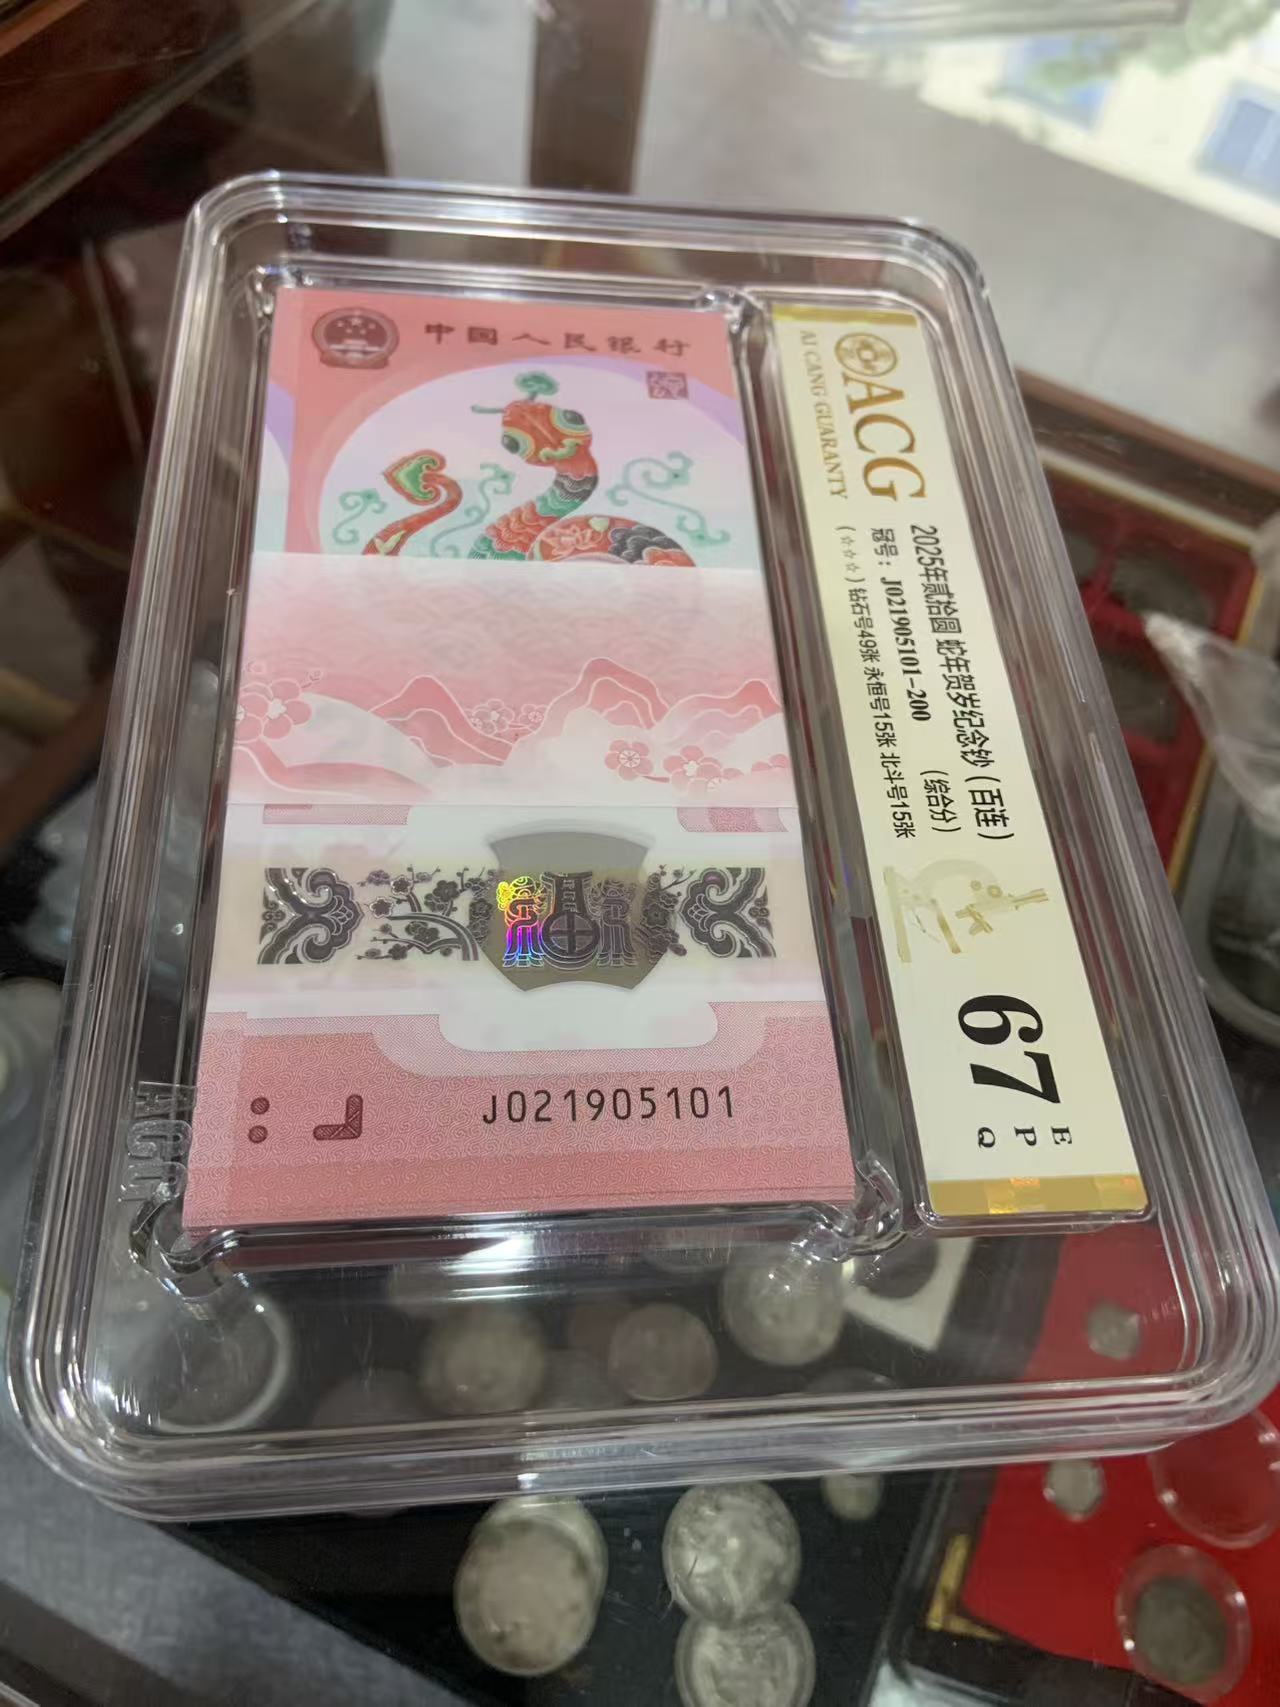 中国人民银行
J021905101
ACG
AI CANG GUARANTY
2025年贰拾圆 蛇年贺岁纪念钞（百连）
冠号：J021905101-200 （综合分）
（☆☆☆）钻石号49张 永恒号15张 北斗号15张
67 E P Q
ACG